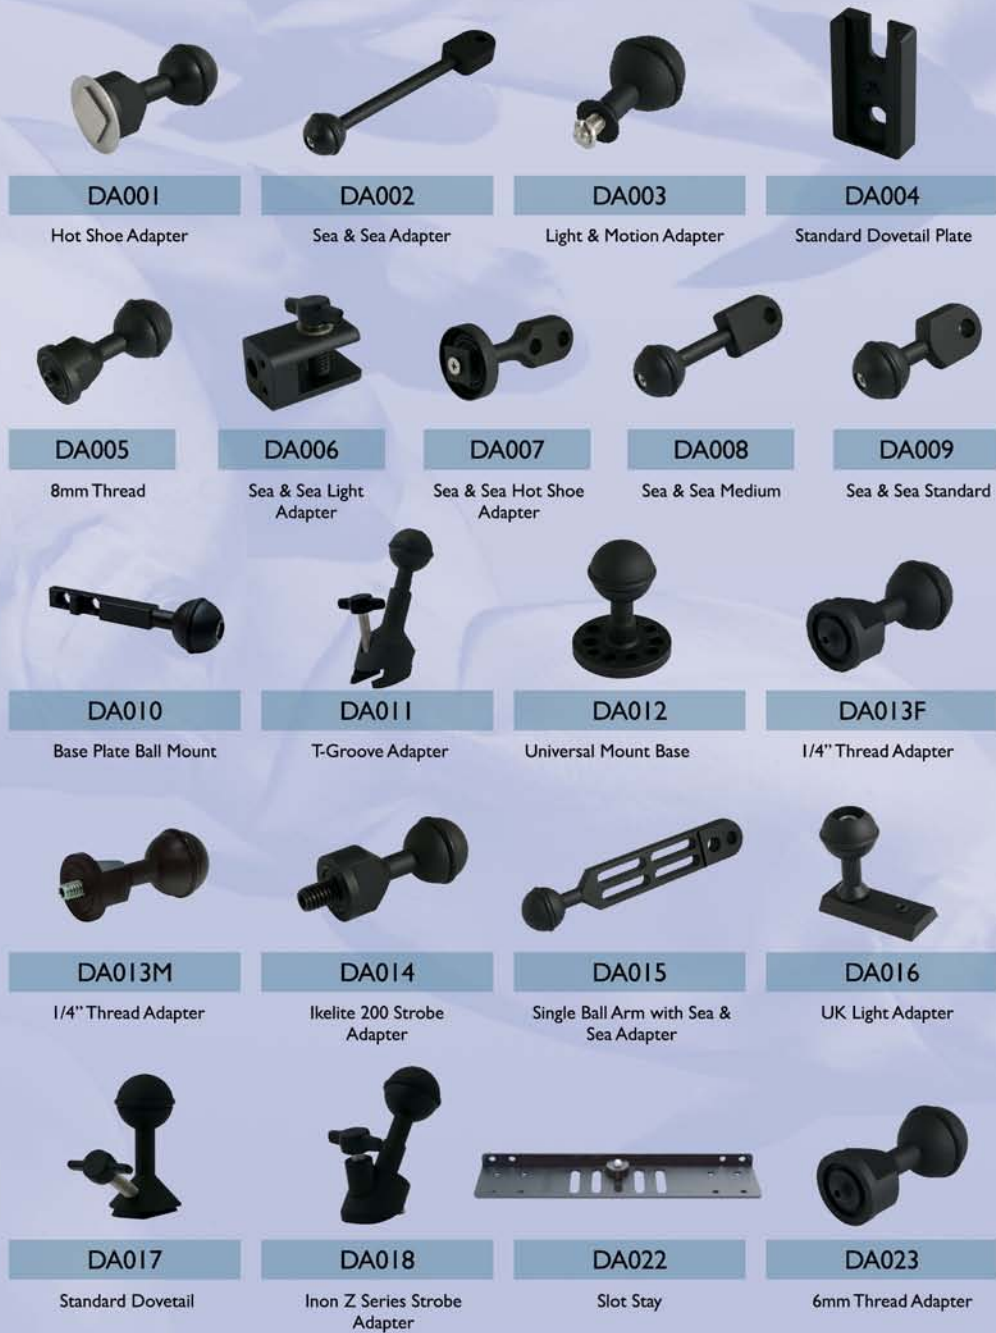 DA001
DA002
DA003
DA004
Hot Shoe Adapter
Sea & Sea Adapter
Light & Motion Adapter
Standard Dovetail Plate
DA005
DA006
DA007
DA008
DA009
8mm Thread
Sea & Sea Light
Adapter
Sea & Sea Hot Shoe
Adapter
Sea & Sea Medium
Sea & Sea Standard
DA010
DA011
DA012
DA013F
Base Plate Ball Mount
T-Groove Adapter
Universal Mount Base
1/4” Thread Adapter
DA013M
DA014
DA015
DA016
1/4” Thread Adapter
Ikelite 200 Strobe
Adapter
Single Ball Arm with Sea &
Sea Adapter
UK Light Adapter
DA017
DA018
DA022
DA023
Standard Dovetail
Inon Z Series Strobe
Adapter
Slot Stay
6mm Thread Adapter